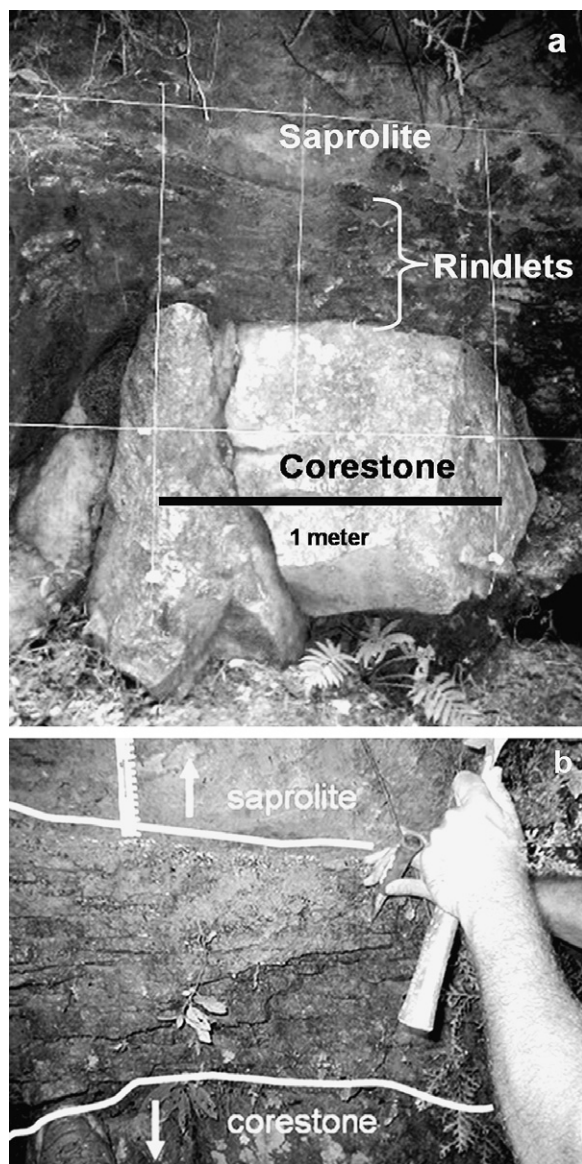 a
Saprolite
Rindlets
Corestone
1 meter
b
saprolite
corestone